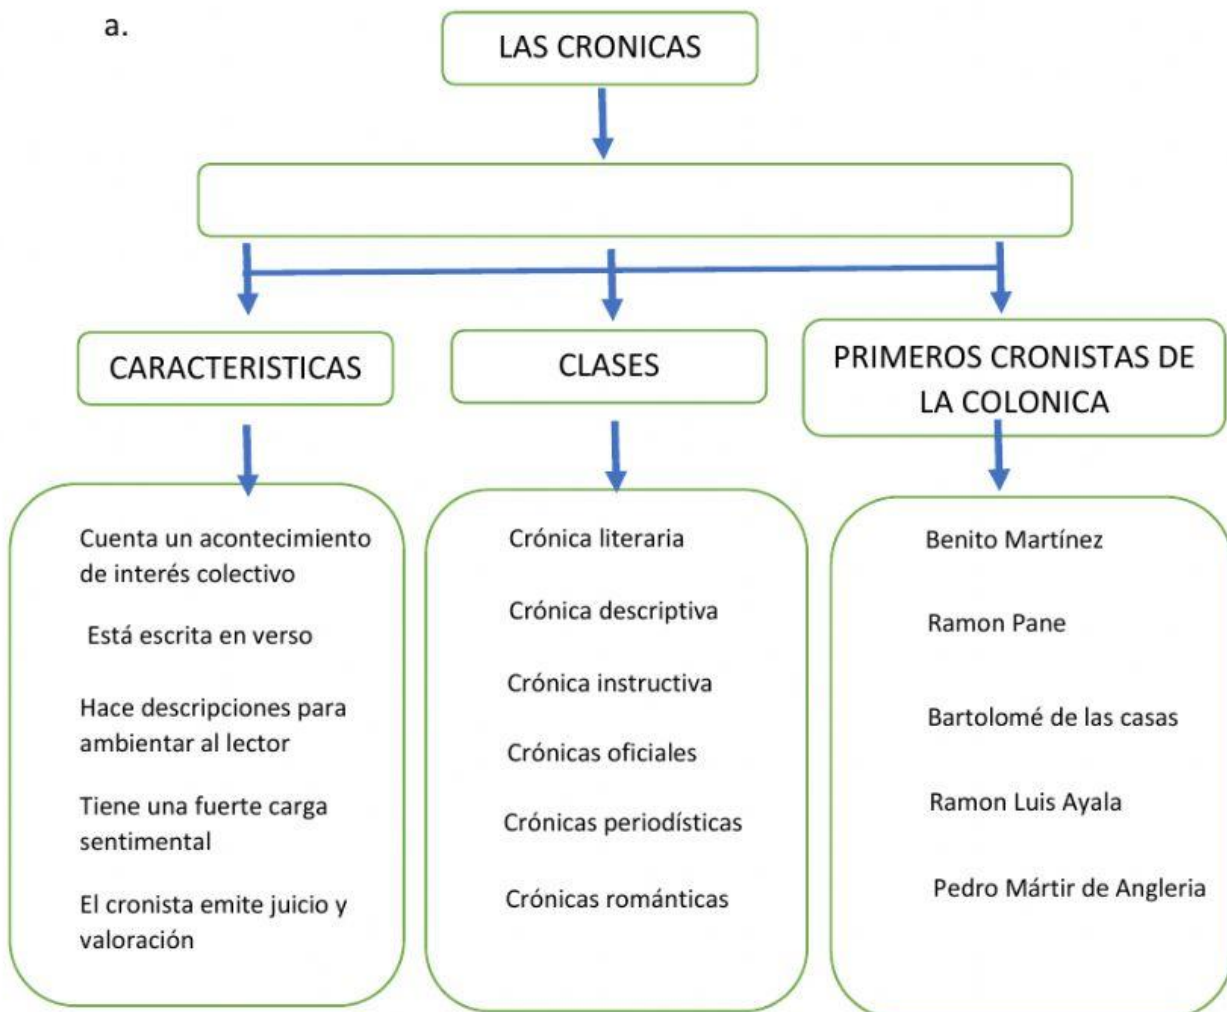 a.
LAS CRONICAS
CARACTERISTICAS
CLASES
PRIMEROS CRONISTAS DE
LA COLONICA
Cuenta un acontecimiento
de interés colectivo
Está escrita en verso
Hace descripciones para
ambientar al lector
Tiene una fuerte carga
sentimental
El cronista emite juicio y
valoración
Crónica literaria
Crónica descriptiva
Crónica instructiva
Crónicas oficiales
Crónicas periodísticas
Crónicas románticas
Benito Martínez
Ramon Pane
Bartolomé de las casas
Ramon Luis Ayala
Pedro Mártir de Angleria